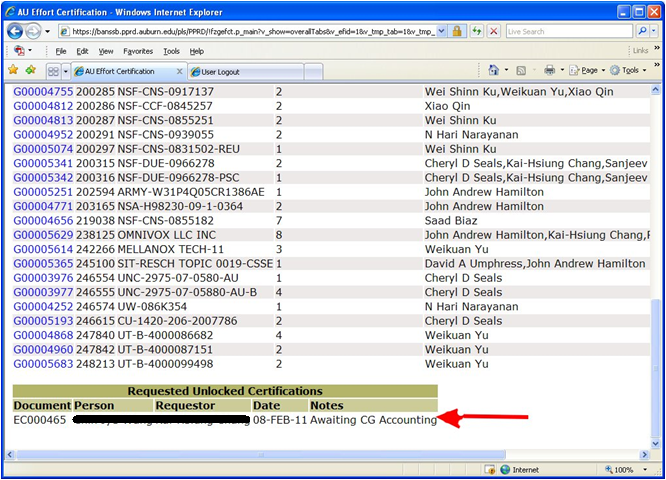 AU Effort Certification - Windows Internet Explorer
https://banssb.pprd.auburn.edu/pls/PPRD/!fzgefct.p_main?v_show=overallTabs&v_efid=1&v_tmp_tab=1&v_tmp_ Live Search
File Edit View Favorites Tools Help Links »
AU Effort Certification User Logout Page Tools »
G00004755 200285 NSF-CNS-0917137 2 Wei Shinn Ku,Weikuan Yu,Xiao Qin
G00004812 200286 NSF-CCF-0845257 2 Xiao Qin
G00004813 200287 NSF-CNS-0855251 2 Wei Shinn Ku
G00004952 200291 NSF-CNS-0939055 2 N Hari Narayanan
G00005074 200297 NSF-CNS-0831502-REU 1 Wei Shinn Ku
G00005341 200315 NSF-DUE-0966278 2 Cheryl D Seals,Kai-Hsiung Chang,Sanjeev
G00005342 200316 NSF-DUE-0966278-PSC 1 Cheryl D Seals,Kai-Hsiung Chang,Sanjeev
G00005251 202594 ARMY-W31P4Q05CR1386AE 1 John Andrew Hamilton
G00004771 203165 NSA-H98230-09-1-0364 2 John Andrew Hamilton
G00004656 219038 NSF-CNS-0855182 7 Saad Biaz
G00005629 238125 OMNIVOX LLC INC 8 John Andrew Hamilton,Kai-Hsiung Chang,
G00005614 242266 MELLANOX TECH-11 3 Weikuan Yu
G00005365 245100 SIT-RESCH TOPIC 0019-CSSE 1 David A Umphress,John Andrew Hamilton
G00003976 246554 UNC-2975-07-0580-AU 1 Cheryl D Seals
G00003977 246555 UNC-2975-07-05880-AU-B 4 Cheryl D Seals
G00004252 246574 UW-086K354 1 N Hari Narayanan
G00005193 246615 CU-1420-206-2007786 2 Cheryl D Seals
G00004868 247840 UT-B-4000086682 4 Weikuan Yu
G00004960 247842 UT-B-4000087151 2 Weikuan Yu
G00005683 248213 UT-B-4000099498 2 Weikuan Yu
Requested Unlocked Certifications
Document Person Requestor Date Notes
EC000465 08-FEB-11 Awaiting CG Accounting
Internet 100%